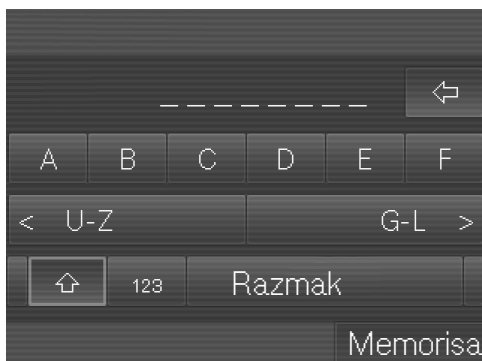 _ _ _ _ _ _ _ _
A B C D E F
< U-Z G-L >
123 Razmak
Memorisa